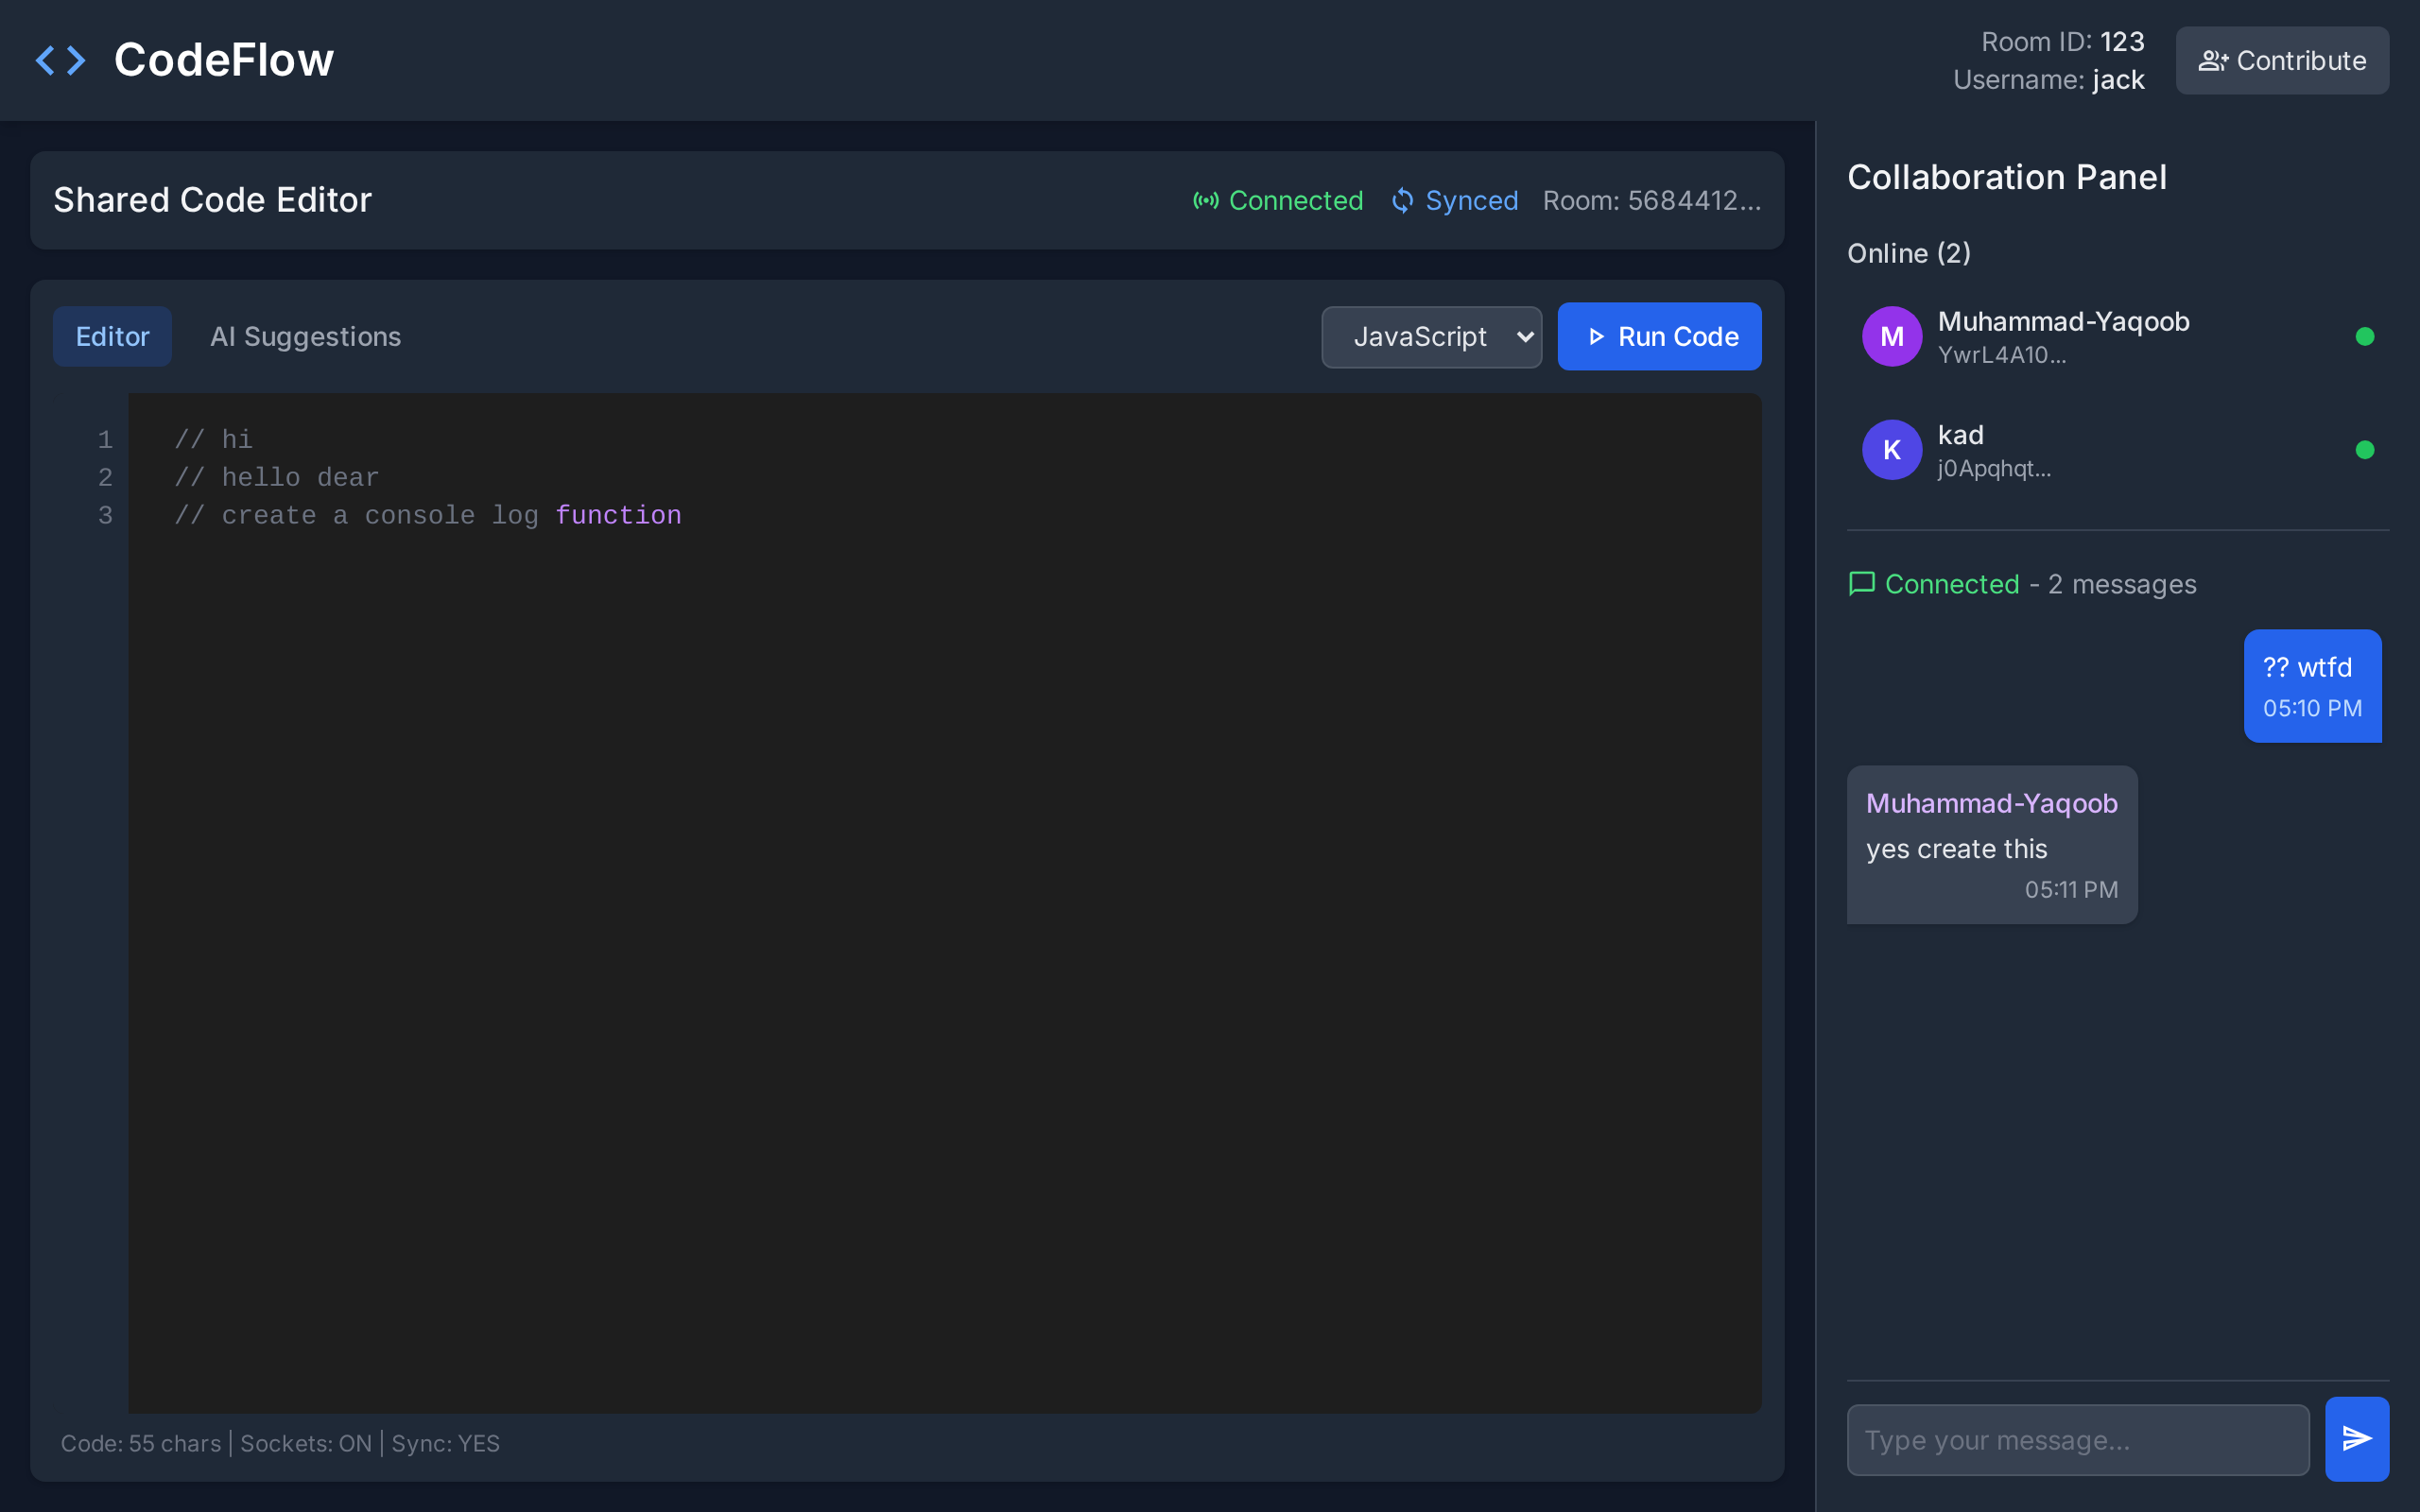 CodeFlow
Room ID: 123
Username: jack
Contribute
Shared Code Editor
Connected
Synced
Room: 5684412...
Editor
AI Suggestions
JavaScript
Run Code
1 // hi
2 // hello dear
3 // create a console log function
Code: 55 chars | Sockets: ON | Sync: YES
Collaboration Panel
Online (2)
M
Muhammad-Yaqoob
YwrL4A10...
K
kad
j0Apqhqt...
Connected - 2 messages
?? wtfd
05:10 PM
Muhammad-Yaqoob
yes create this
05:11 PM
Type your message...